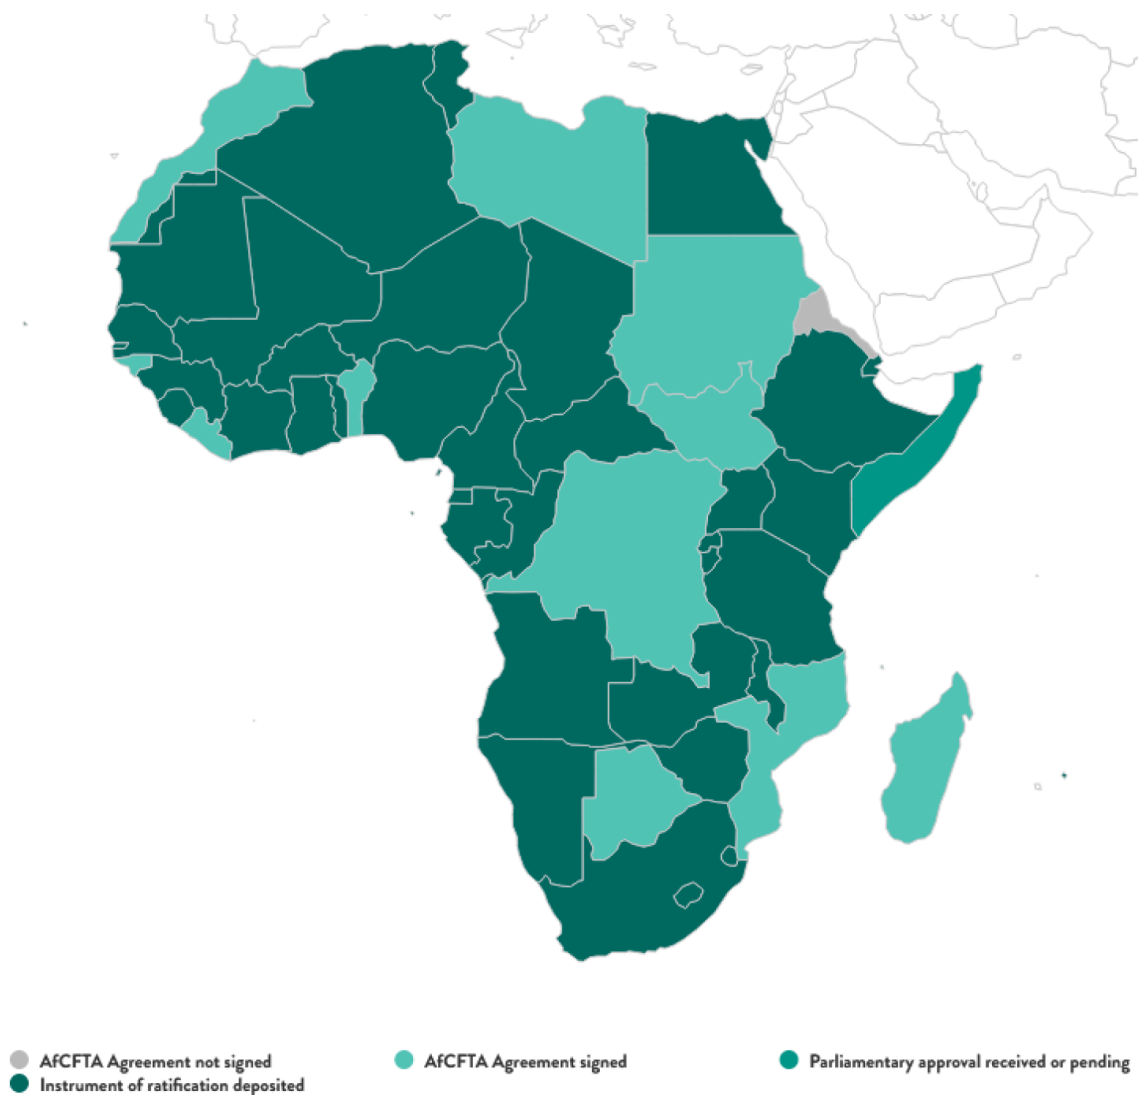 AfCFTA Agreement not signed
AfCFTA Agreement signed
Parliamentary approval received or pending
Instrument of ratification deposited